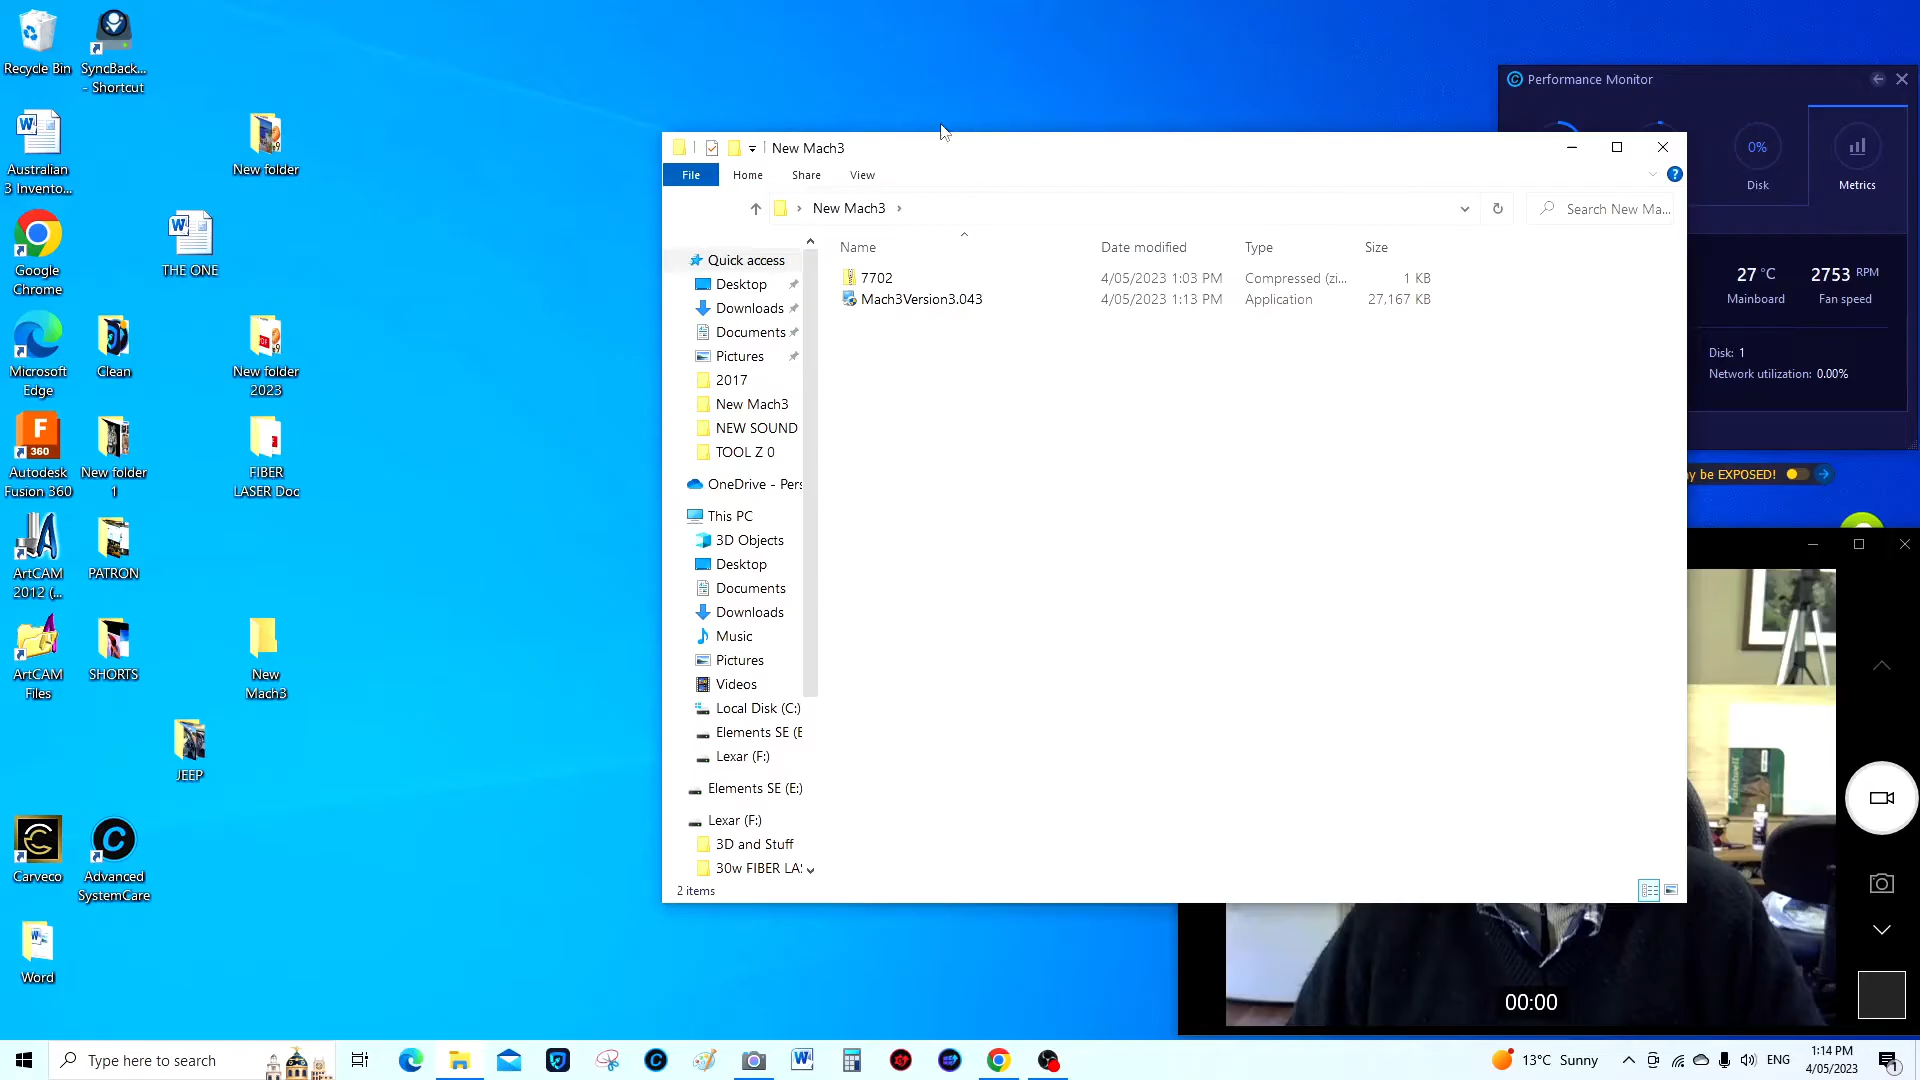 Recycle Bin
SyncBack...
- Shortcut
Australian
3 Invento...
New folder
Google
Chrome
THE ONE
Microsoft
Edge
Clean
New folder
2023
Autodesk
Fusion 360
New folder
1
FIBER
LASER Doc
ArtCAM
2012 (...
PATRON
ArtCAM
Files
SHORTS
New
Mach3
JEEP
Carveco
Advanced
SystemCare
Word
New Mach3
File
Home
Share
View
New Mach3
Search New Ma...
Name
Date modified
Type
Size
7702
4/05/2023 1:03 PM
Compressed (zi...
1 KB
Mach3Version3.043
4/05/2023 1:13 PM
Application
27,167 KB
Quick access
Desktop
Downloads
Documents
Pictures
2017
New Mach3
NEW SOUND
TOOL Z 0
OneDrive - Pers
This PC
3D Objects
Desktop
Documents
Downloads
Music
Pictures
Videos
Local Disk (C:)
Elements SE (E
Lexar (F:)
Elements SE (E:)
Lexar (F:)
3D and Stuff
30w FIBER LA
2 items
Performance Monitor
0%
Disk
Metrics
27 °C
2753 RPM
Mainboard
Fan speed
Disk: 1
Network utilization: 0.00%
y be EXPOSED!
00:00
Type here to search
13°C Sunny
ENG
1:14 PM
4/05/2023
1